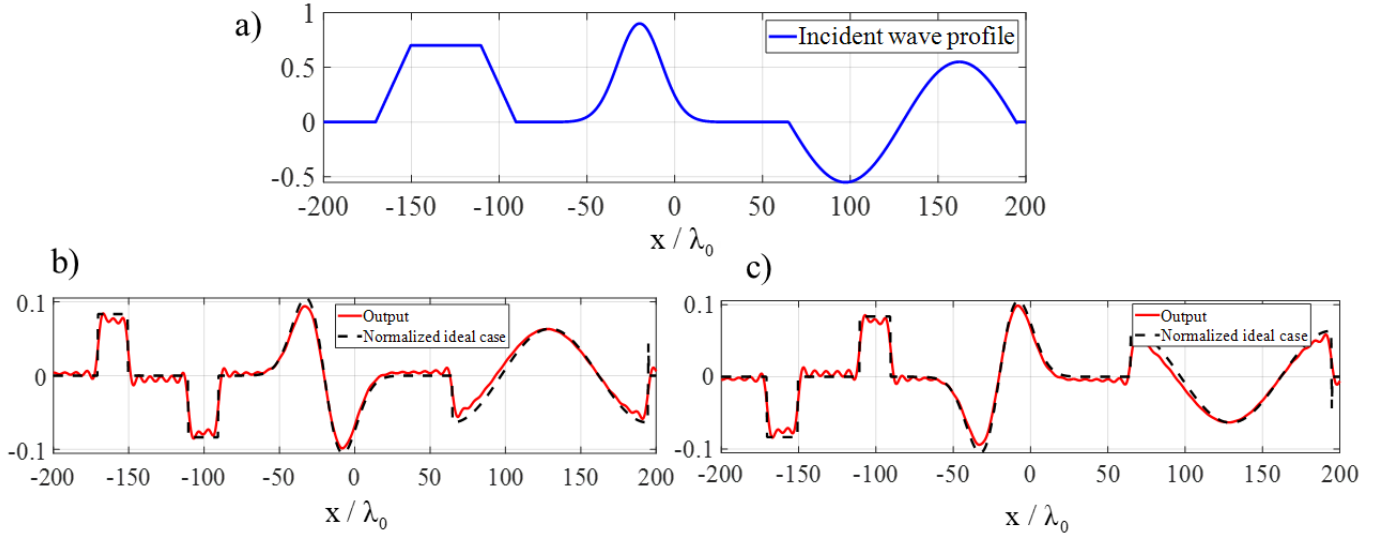 a)
1
0.5
0
-0.5
Incident wave profile
-200 -150 -100 -50 0 50 100 150 200
x / λ0
b)
0.1
0
-0.1
Output
Normalized ideal case
-200 -150 -100 -50 0 50 100 150 200
x / λ0
c)
0.1
0
-0.1
Output
Normalized ideal case
-200 -150 -100 -50 0 50 100 150 200
x / λ0